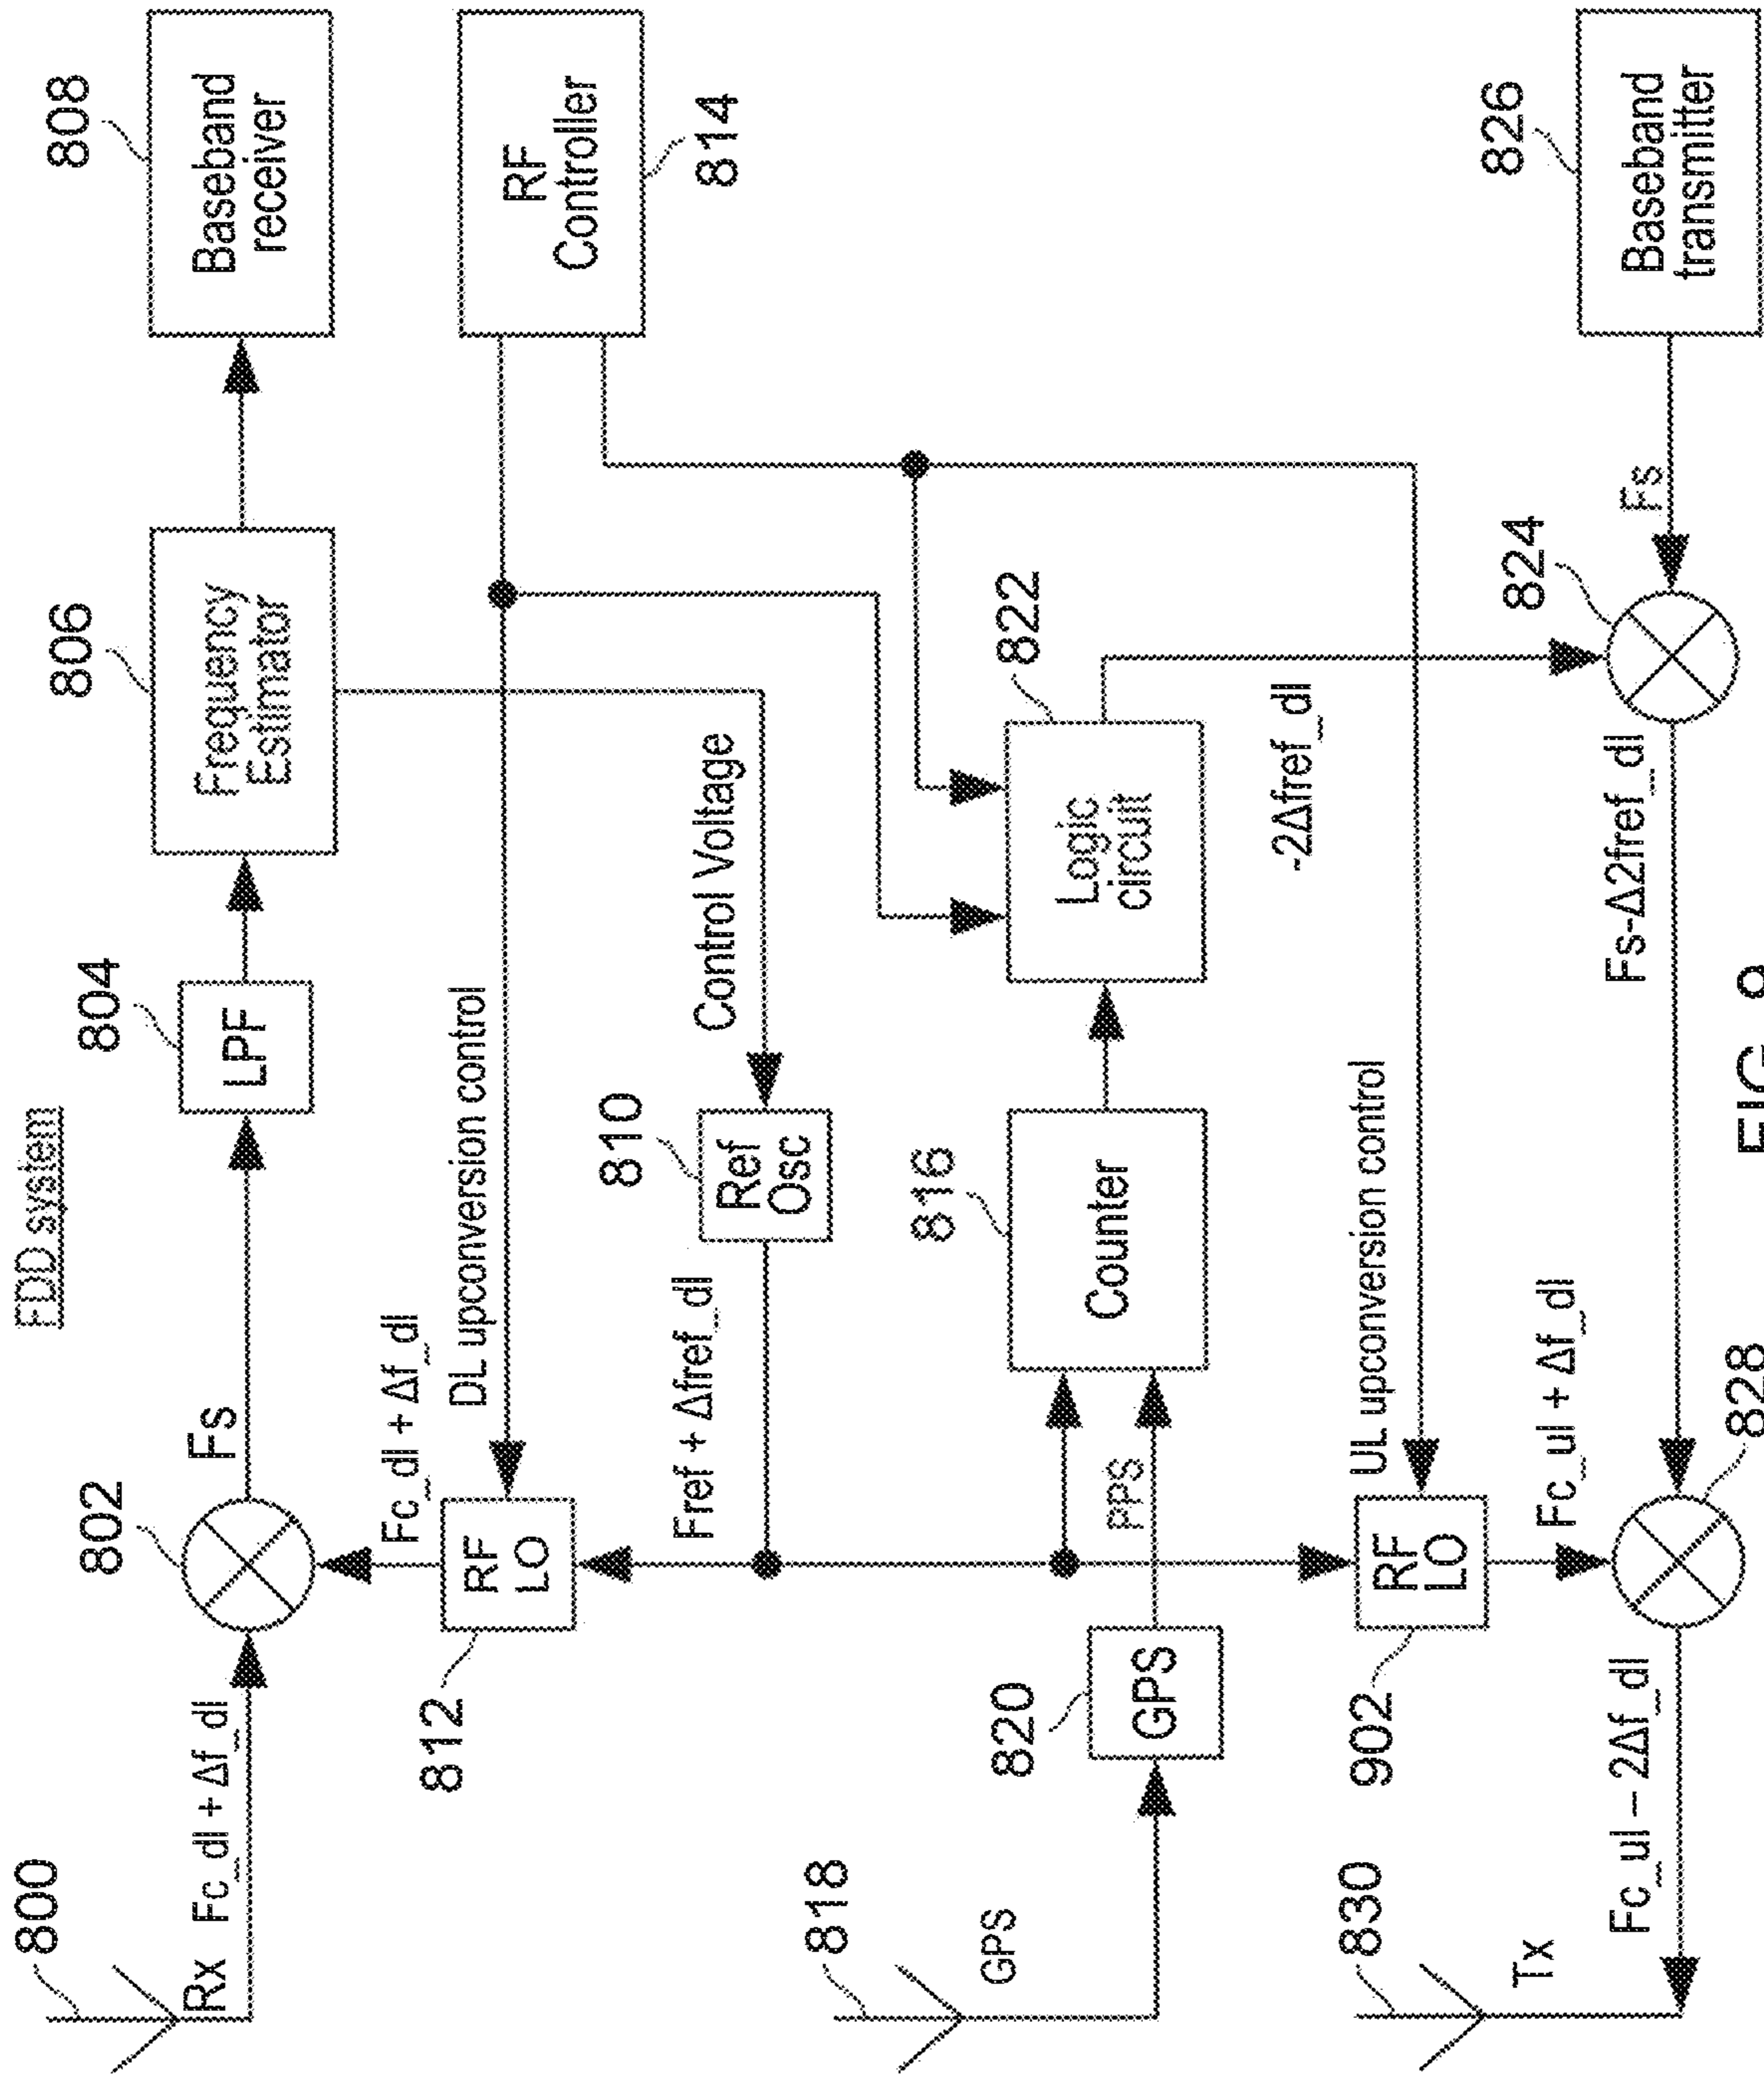 FDD system
800
Rx
Fc_dl + Δf_dl
802
Fs
804
LPF
806
Frequency
Estimator
808
Baseband
receiver
Fc_dl + Δf_dl
812
RF
LO
DL upconversion control
RF
Controller
814
Fref + Δfref_dl
810
Ref
Osc
Control Voltage
818
GPS
820
GPS
PPS
816
Counter
822
Logic
circuit
-2Δfref_dl
902
RF
LO
UL upconversion control
Fc_ul + Δf_dl
830
Tx
Fc_ul – 2Δf_dl
828
Fs-Δ2fref_dl
824
Fs
826
Baseband
transmitter
FIG. 9